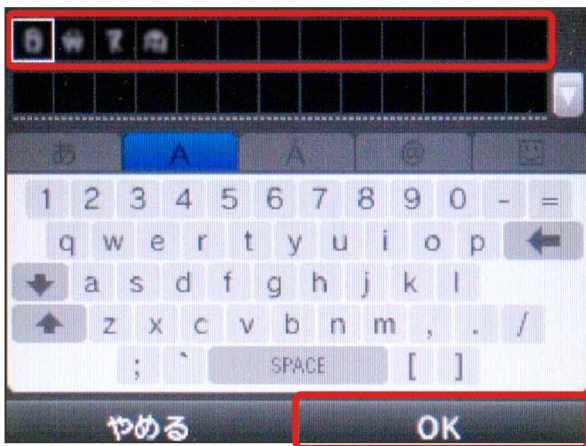 あ A À @
1 2 3 4 5 6 7 8 9 0 - =
q w e r t y u i o p
a s d f g h j k l
z x c v b n m , . /
; ` SPACE [ ]
やめる OK